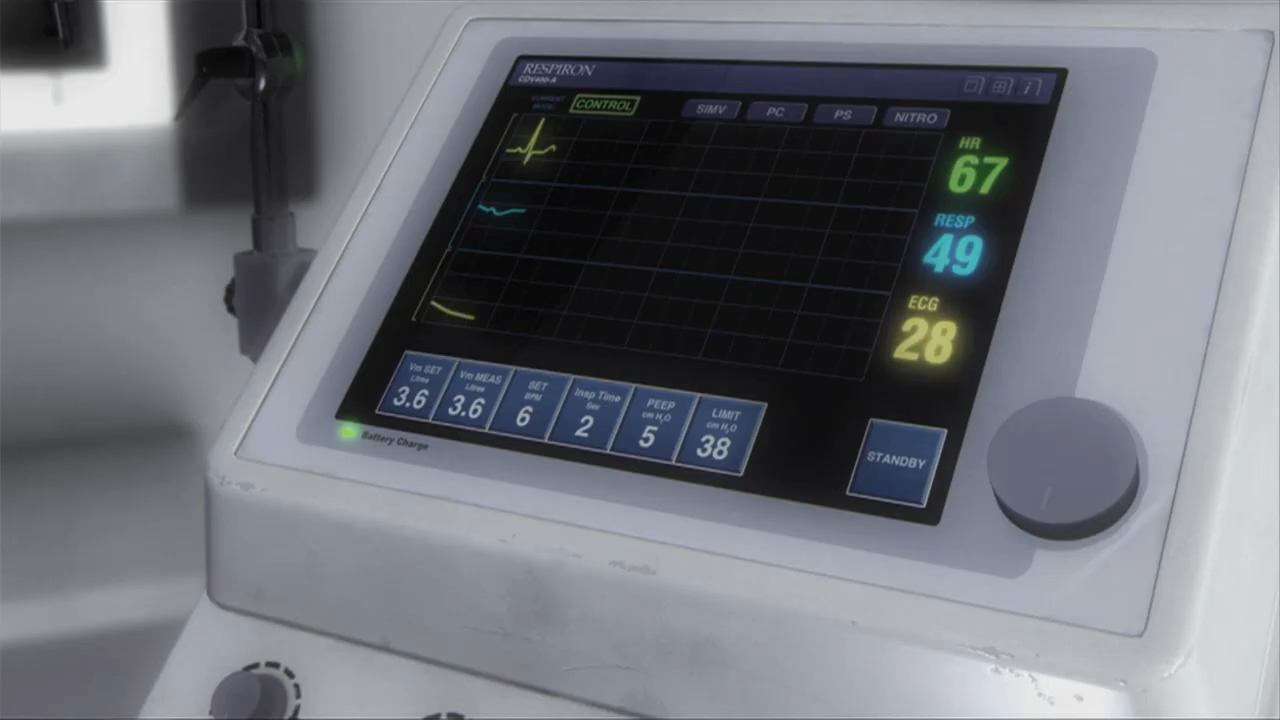 RESPIRON
CDV400-A
CURRENT MODE:
CONTROL
SIMV
PC
PS
NITRO
HR
67
RESP
49
ECG
28
Vm SET
Litres
3.6
Vm MEAS
Litres
3.6
SET
BPM
6
Insp Time
Sec
2
PEEP
cm H₂O
5
LIMIT
cm H₂O
38
STANDBY
Battery Charge